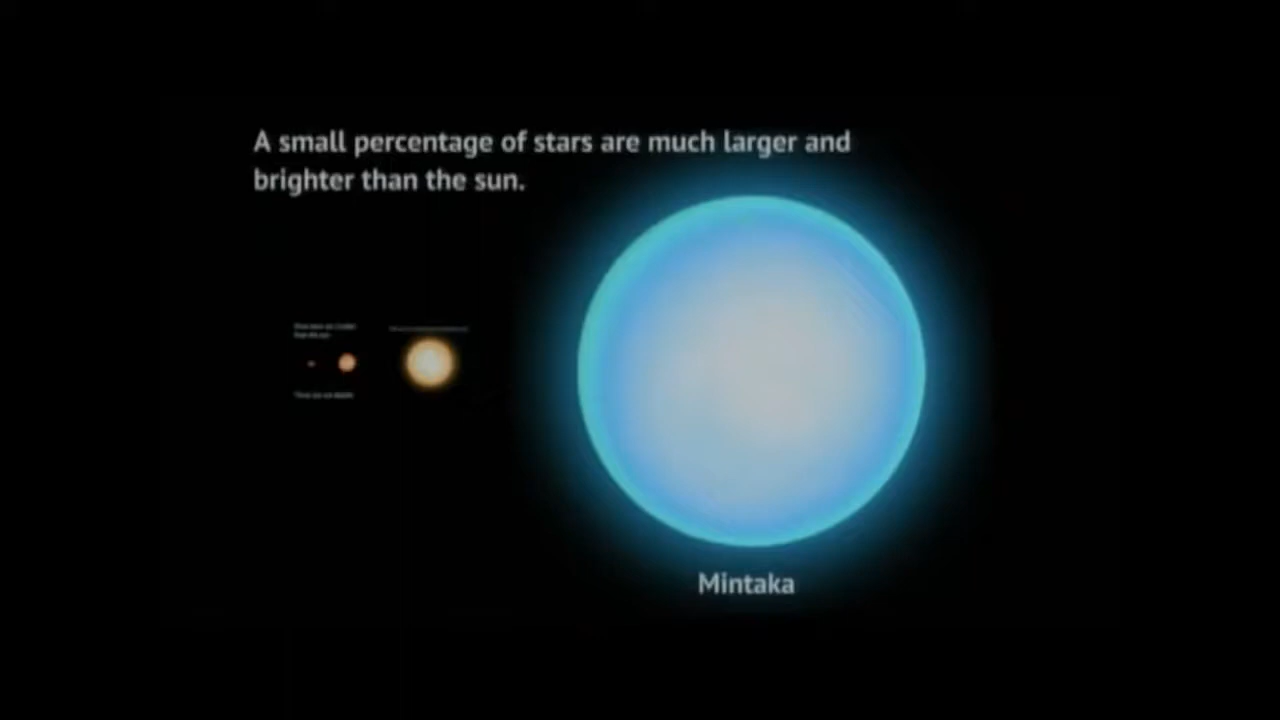 A small percentage of stars are much larger and
brighter than the sun.
Mintaka